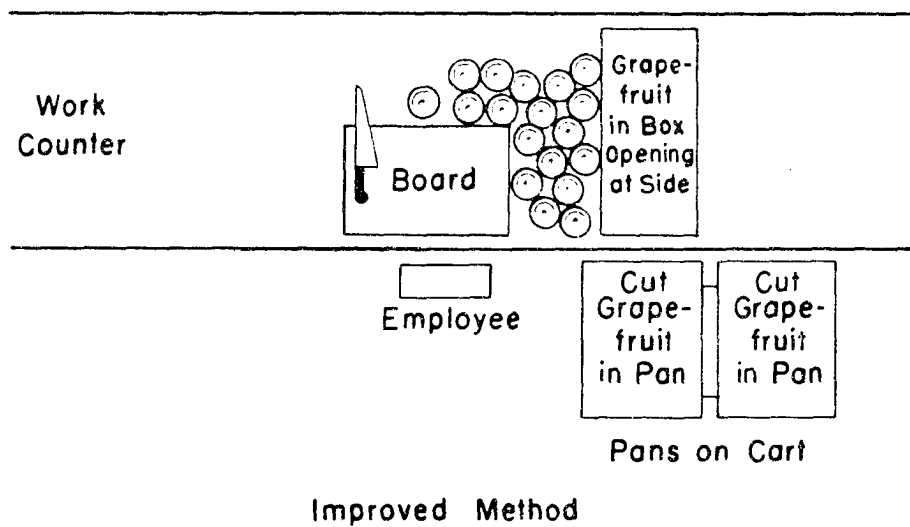 Work
Counter
Board
Grape-
fruit
in Box
Opening
at Side
Employee
Cut
Grape-
fruit
in Pan
Cut
Grape-
fruit
in Pan
Pans on Cart
Improved Method